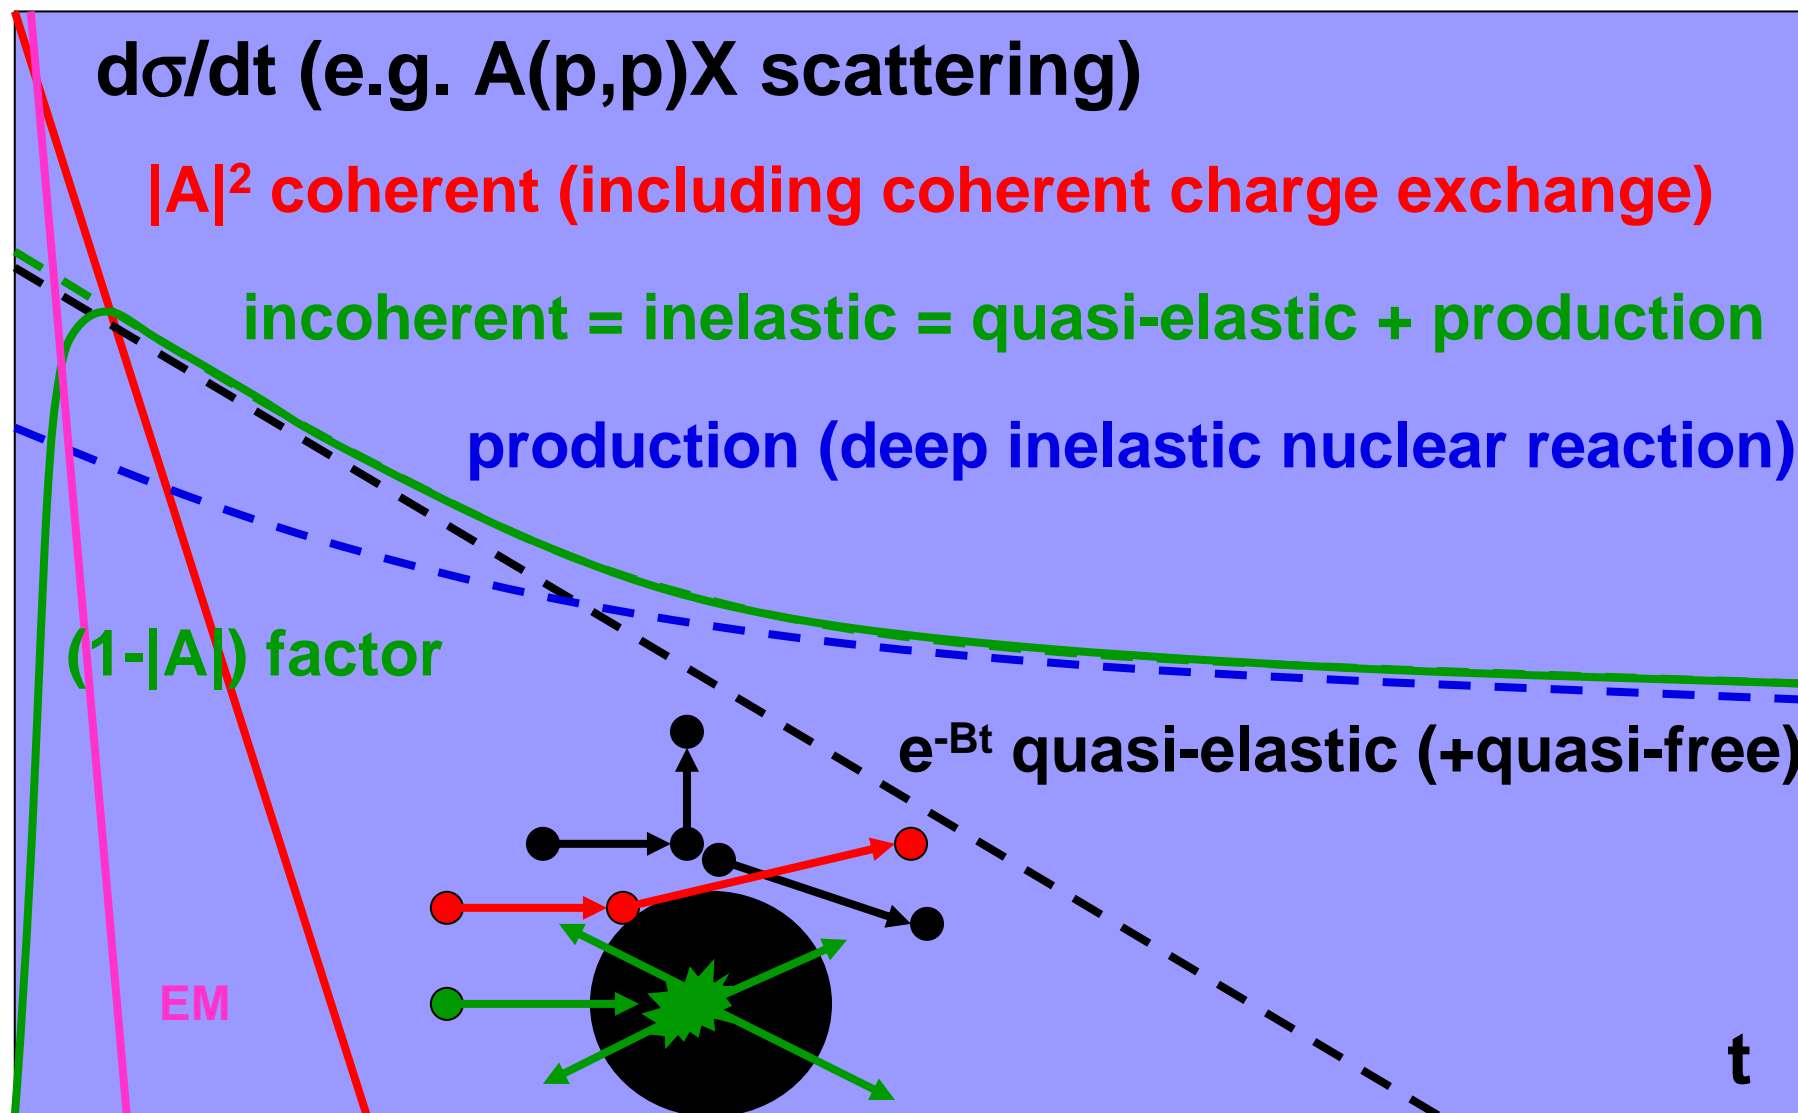 dσ/dt (e.g. A(p,p)X scattering)
|A|² coherent (including coherent charge exchange)
incoherent = inelastic = quasi-elastic + production
production (deep inelastic nuclear reaction)
(1-|A|) factor
e⁻ᴮᵗ quasi-elastic (+quasi-free)
EM
t